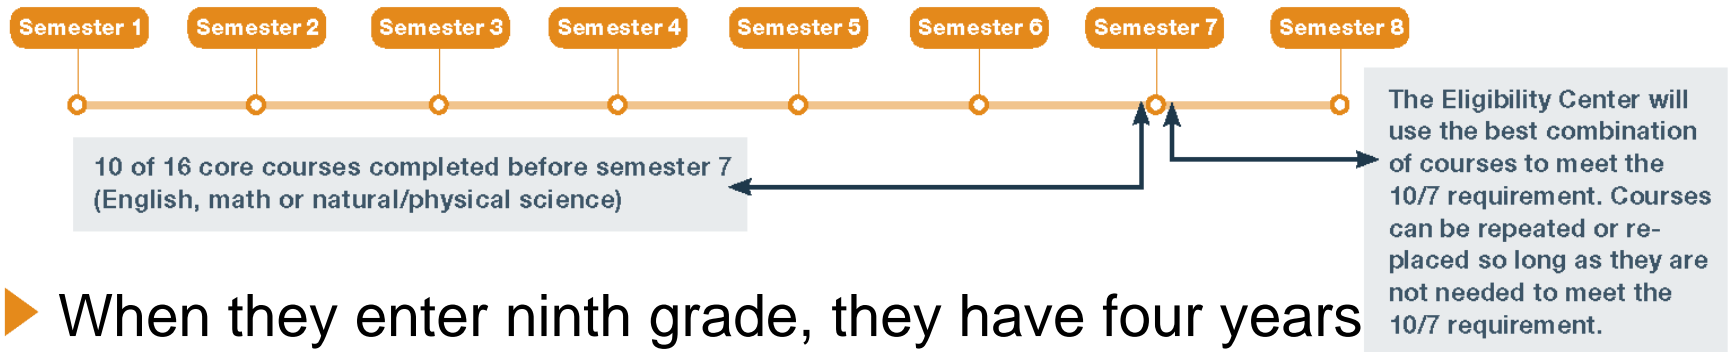 Semester 1
Semester 2
Semester 3
Semester 4
Semester 5
Semester 6
Semester 7
Semester 8
10 of 16 core courses completed before semester 7
(English, math or natural/physical science)
The Eligibility Center will
use the best combination
of courses to meet the
10/7 requirement. Courses
can be repeated or re-
placed so long as they are
not needed to meet the
10/7 requirement.
When they enter ninth grade, they have four years